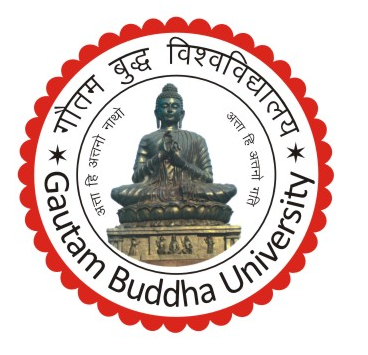 गौतम बुद्ध विश्वविद्यालय
अत्ता हि अत्तनो नाथो
अत्ता हि अत्तनो गति
★ Gautam Buddha University ★